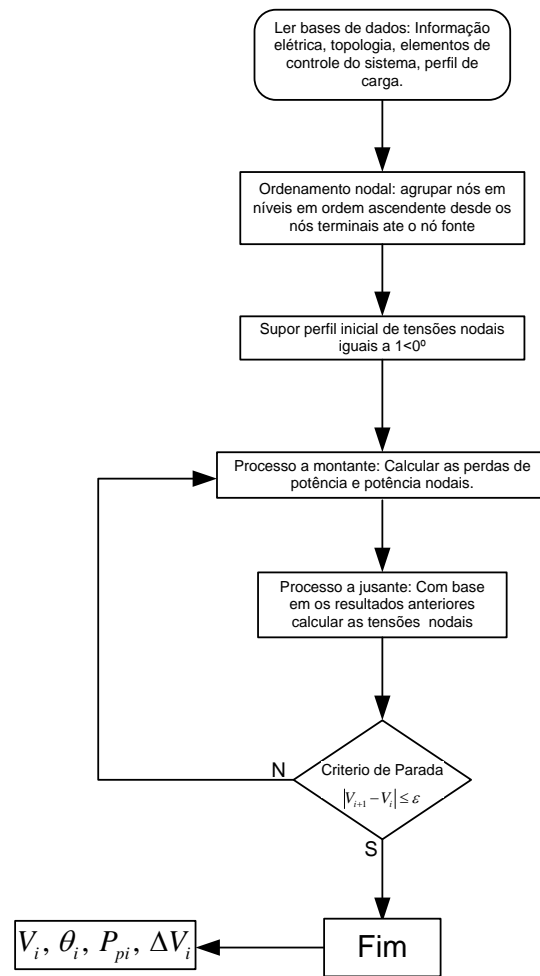 Ler bases de dados: Informação
elétrica, topologia, elementos de
controle do sistema, perfil de
carga.
Ordenamento nodal: agrupar nós em
níveis em ordem ascendente desde os
nós terminais ate o nó fonte
Supor perfil inicial de tensões nodais
iguais a 1<0º
Processo a montante: Calcular as perdas de
potência e potência nodais.
Processo a jusante: Com base
em os resultados anteriores
calcular as tensões nodais
N
Criterio de Parada
|V_{i+1} − V_i| ≤ ε
S
Fim
V_i, θ_i, P_{pi}, ΔV_i